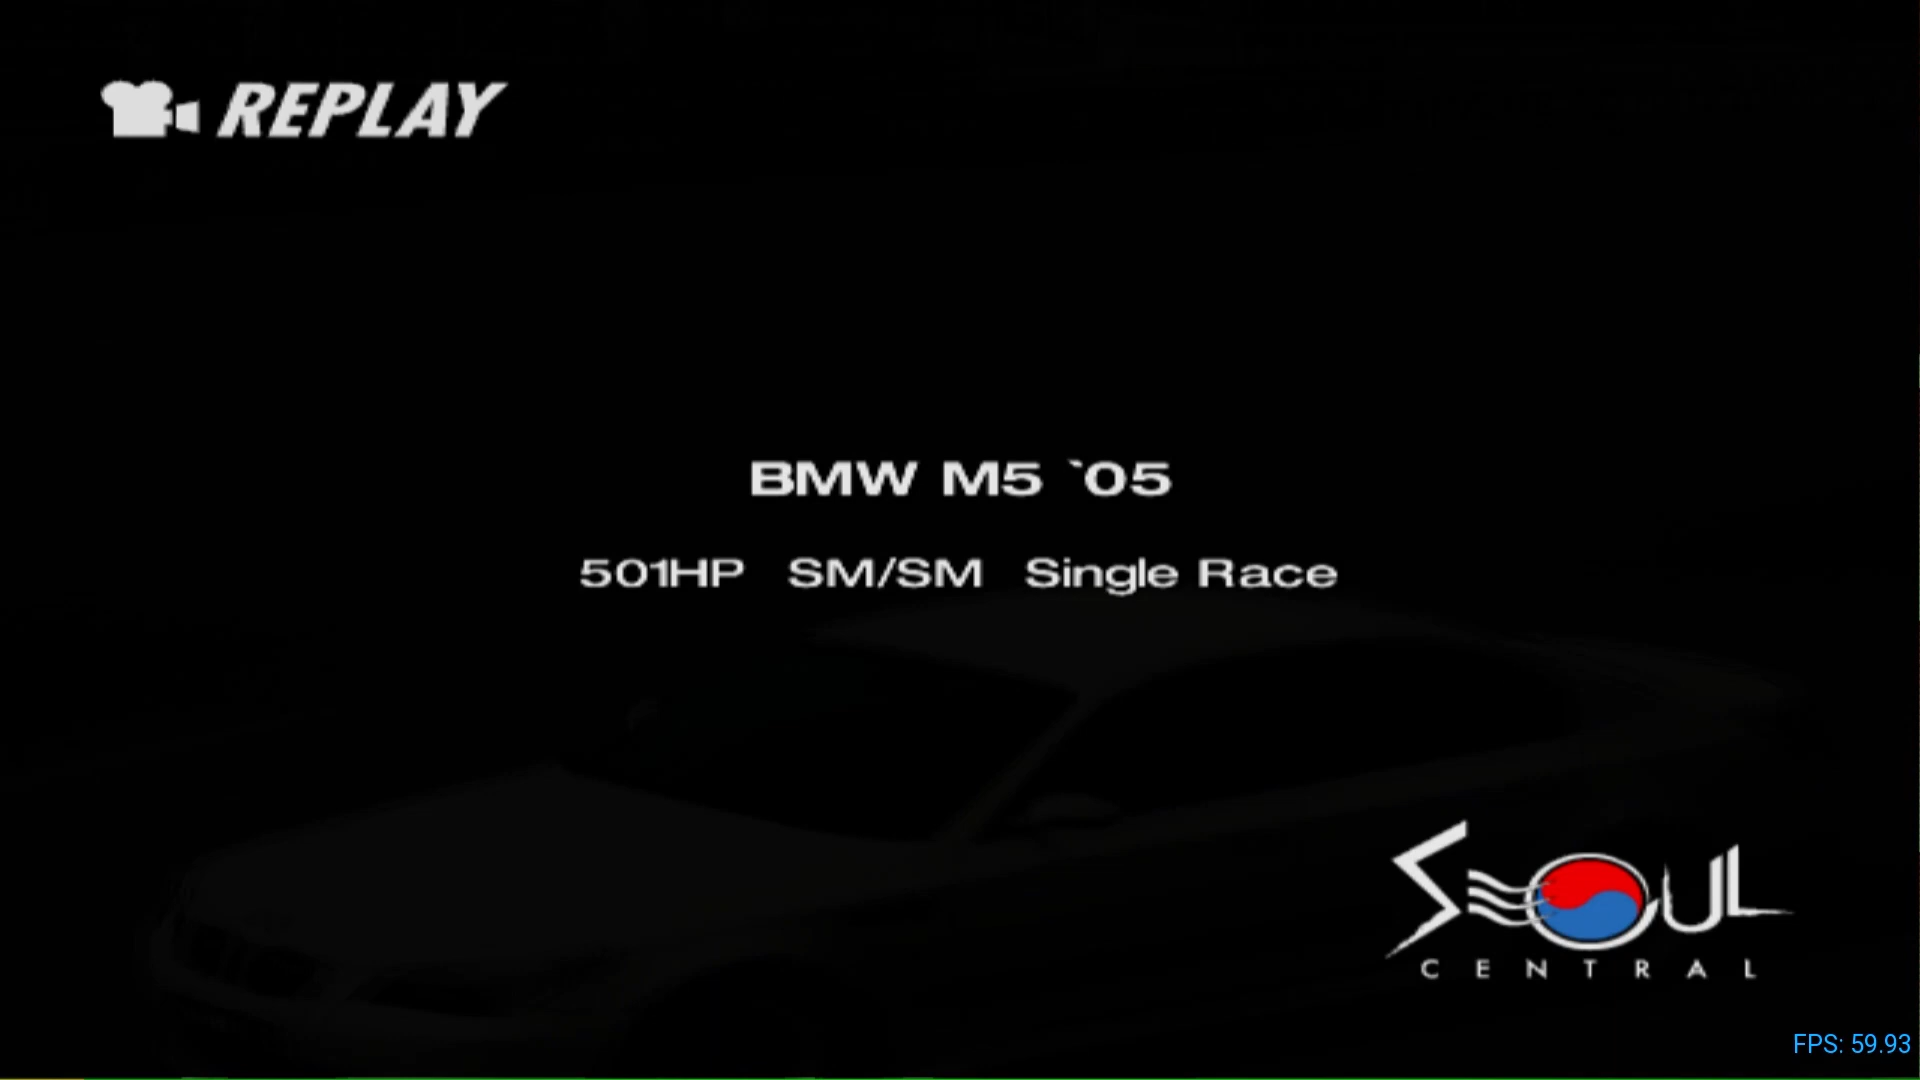 REPLAY
BMW M5 `05
501HP SM/SM Single Race
SEOUL
CENTRAL
FPS: 59.93